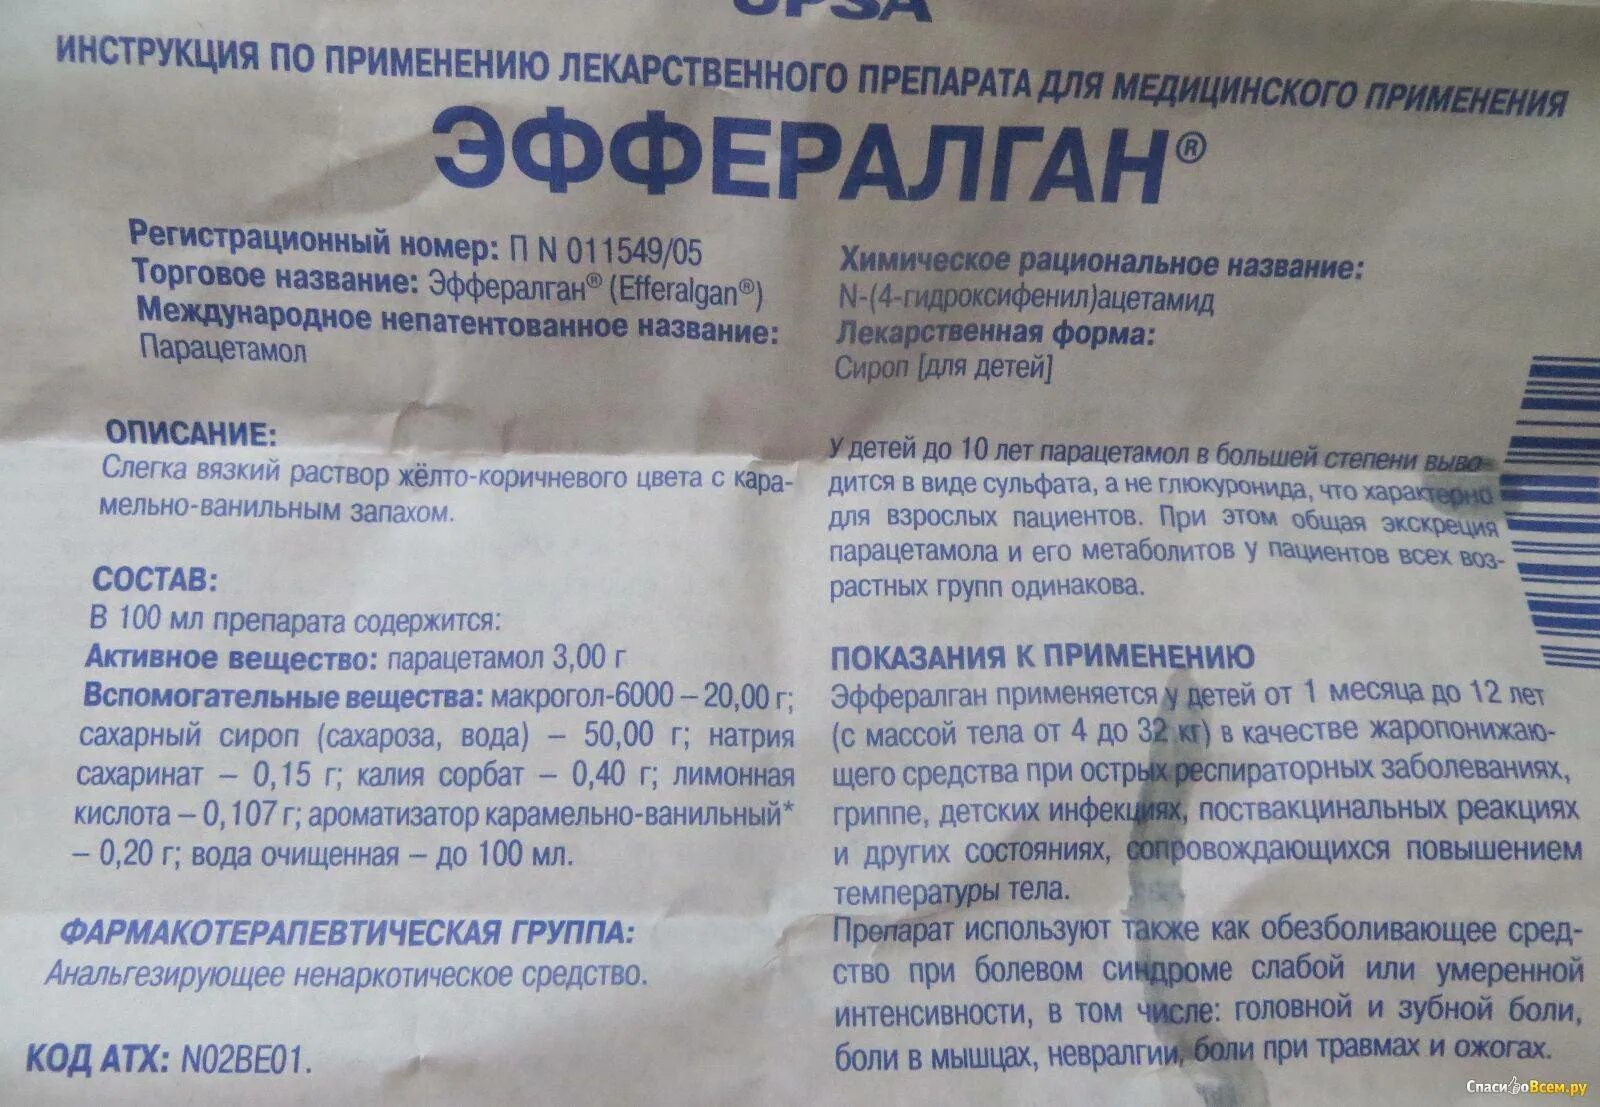 UPSA
ИНСТРУКЦИЯ ПО ПРИМЕНЕНИЮ ЛЕКАРСТВЕННОГО ПРЕПАРАТА ДЛЯ МЕДИЦИНСКОГО ПРИМЕНЕНИЯ
ЭФФЕРАЛГАН®
Регистрационный номер: П N 011549/05
Торговое название: Эффералган® (Efferalgan®)
Международное непатентованное название:
Парацетамол
Химическое рациональное название:
N-(4-гидроксифенил)ацетамид
Лекарственная форма:
Сироп [для детей]
ОПИСАНИЕ:
Слегка вязкий раствор жёлто-коричневого цвета с кара-
мельно-ванильным запахом.
СОСТАВ:
В 100 мл препарата содержится:
Активное вещество: парацетамол 3,00 г
Вспомогательные вещества: макрогол-6000 – 20,00 г;
сахарный сироп (сахароза, вода) – 50,00 г; натрия
сахаринат – 0,15 г; калия сорбат – 0,40 г; лимонная
кислота – 0,107 г; ароматизатор карамельно-ванильный*
– 0,20 г; вода очищенная – до 100 мл.
ФАРМАКОТЕРАПЕВТИЧЕСКАЯ ГРУППА:
Анальгезирующее ненаркотическое средство.
КОД АТХ: N02BE01.
У детей до 10 лет парацетамол в большей степени выво-
дится в виде сульфата, а не глюкуронида, что характерно
для взрослых пациентов. При этом общая экскреция
парацетамола и его метаболитов у пациентов всех воз-
растных групп одинакова.
ПОКАЗАНИЯ К ПРИМЕНЕНИЮ
Эффералган применяется у детей от 1 месяца до 12 лет
(с массой тела от 4 до 32 кг) в качестве жаропонижаю-
щего средства при острых респираторных заболеваниях,
гриппе, детских инфекциях, поствакцинальных реакциях
и других состояниях, сопровождающихся повышением
температуры тела.
Препарат используют также как обезболивающее сред-
ство при болевом синдроме слабой или умеренной
интенсивности, в том числе: головной и зубной боли,
боли в мышцах, невралгии, боли при травмах и ожогах.
СпасибоВсем.ру